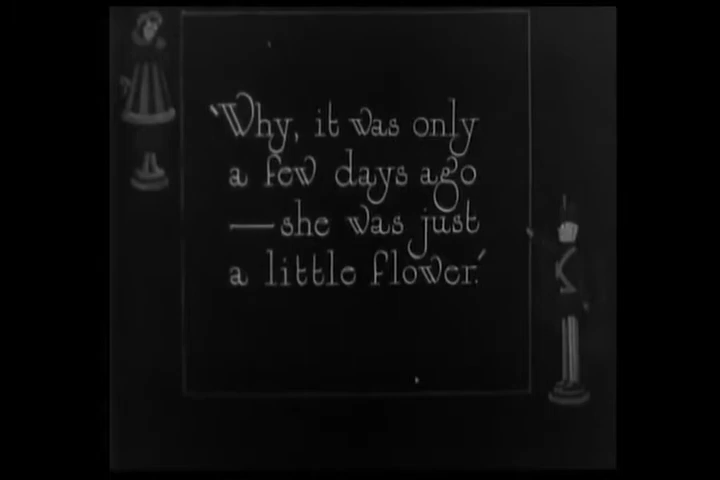 'Why, it was only
a few days ago
—she was just
a little flower.'